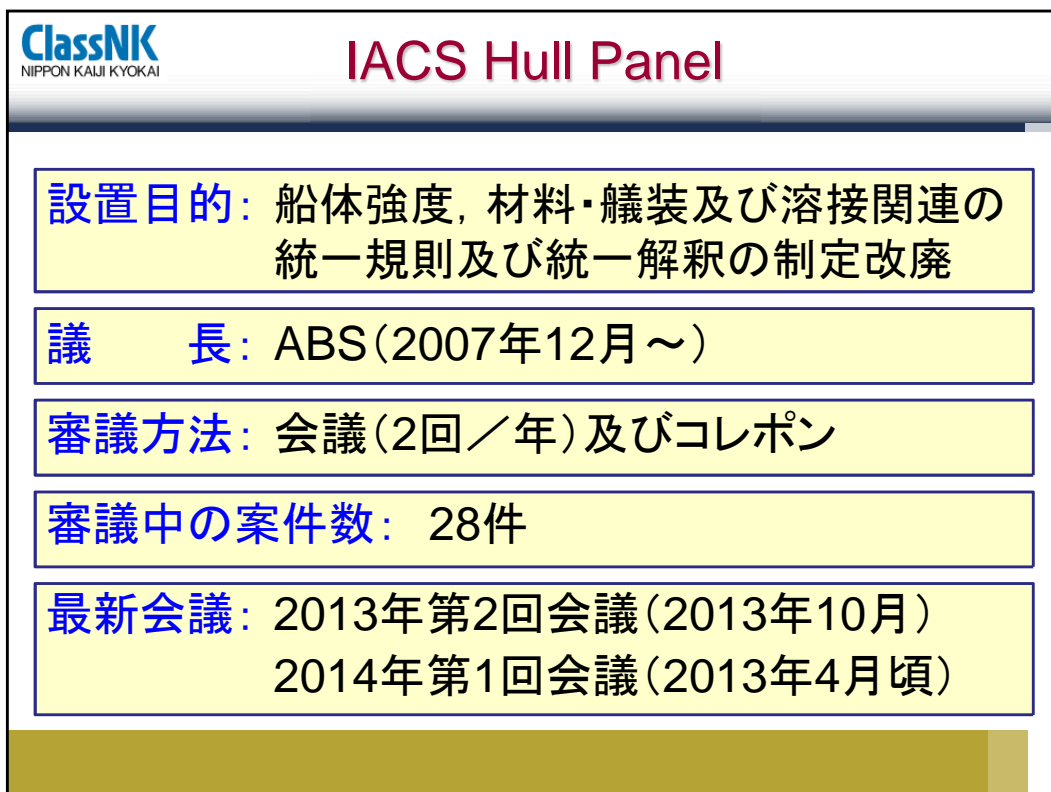 ClassNK
NIPPON KAIJI KYOKAI
IACS Hull Panel
設置目的： 船体強度，材料・艤装及び溶接関連の
統一規則及び統一解釈の制定改廃
議　　長： ABS（2007年12月～）
審議方法： 会議（2回／年）及びコレポン
審議中の案件数： 28件
最新会議： 2013年第2回会議（2013年10月）
2014年第1回会議（2013年4月頃）